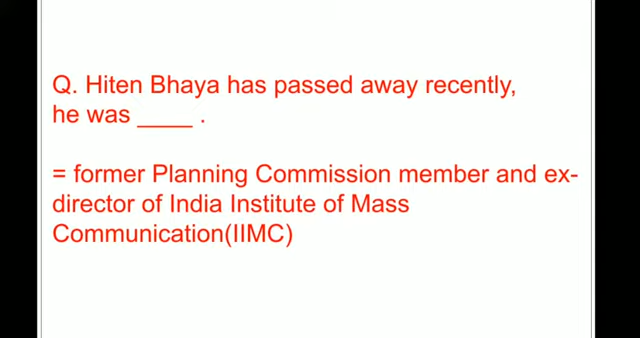 Q. Hiten Bhaya has passed away recently,
he was ____ .
= former Planning Commission member and ex-
director of India Institute of Mass
Communication(IIMC)